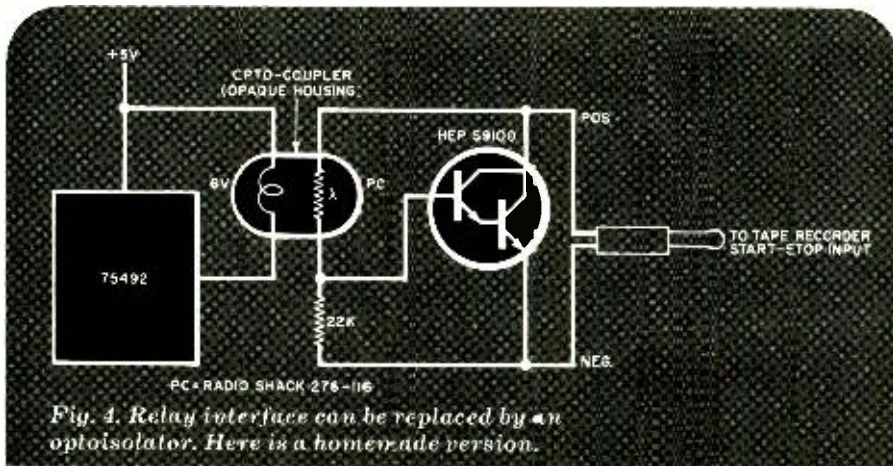 +5V
CPTO-COUPLER
(OPAQUE HOUSING)
6V
PC
HEP S9100
POS.
75492
22K
TO TAPE RECORDER
START-STOP INPUT
NEG.
PC= RADIO SHACK 276-116
Fig. 4. Relay interface can be replaced by an
optoisolator. Here is a homemade version.